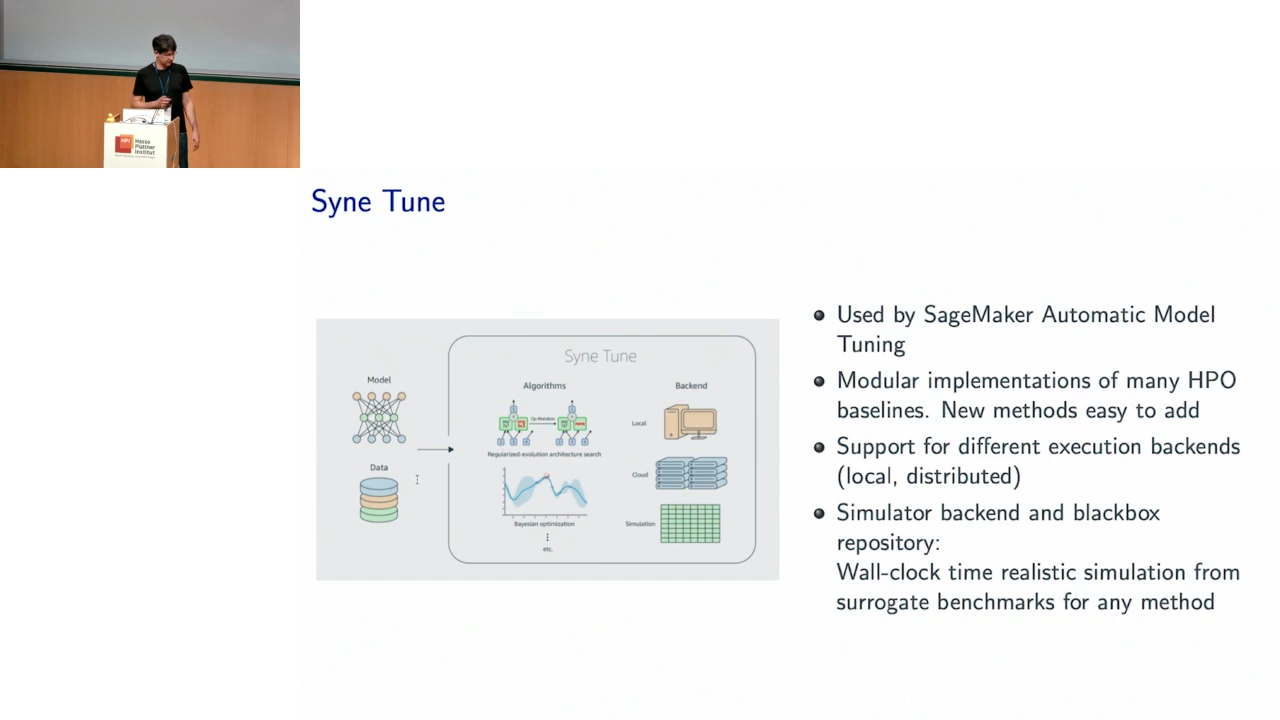 HPI
Hasso
Plattner
Institut
Syne Tune
Syne Tune
Model
Data
Algorithms
Op Mutation
Regularized-evolution architecture search
Bayesian optimization
etc.
Backend
Local
Cloud
Simulation
Used by SageMaker Automatic Model
Tuning
Modular implementations of many HPO
baselines. New methods easy to add
Support for different execution backends
(local, distributed)
Simulator backend and blackbox
repository:
Wall-clock time realistic simulation from
surrogate benchmarks for any method